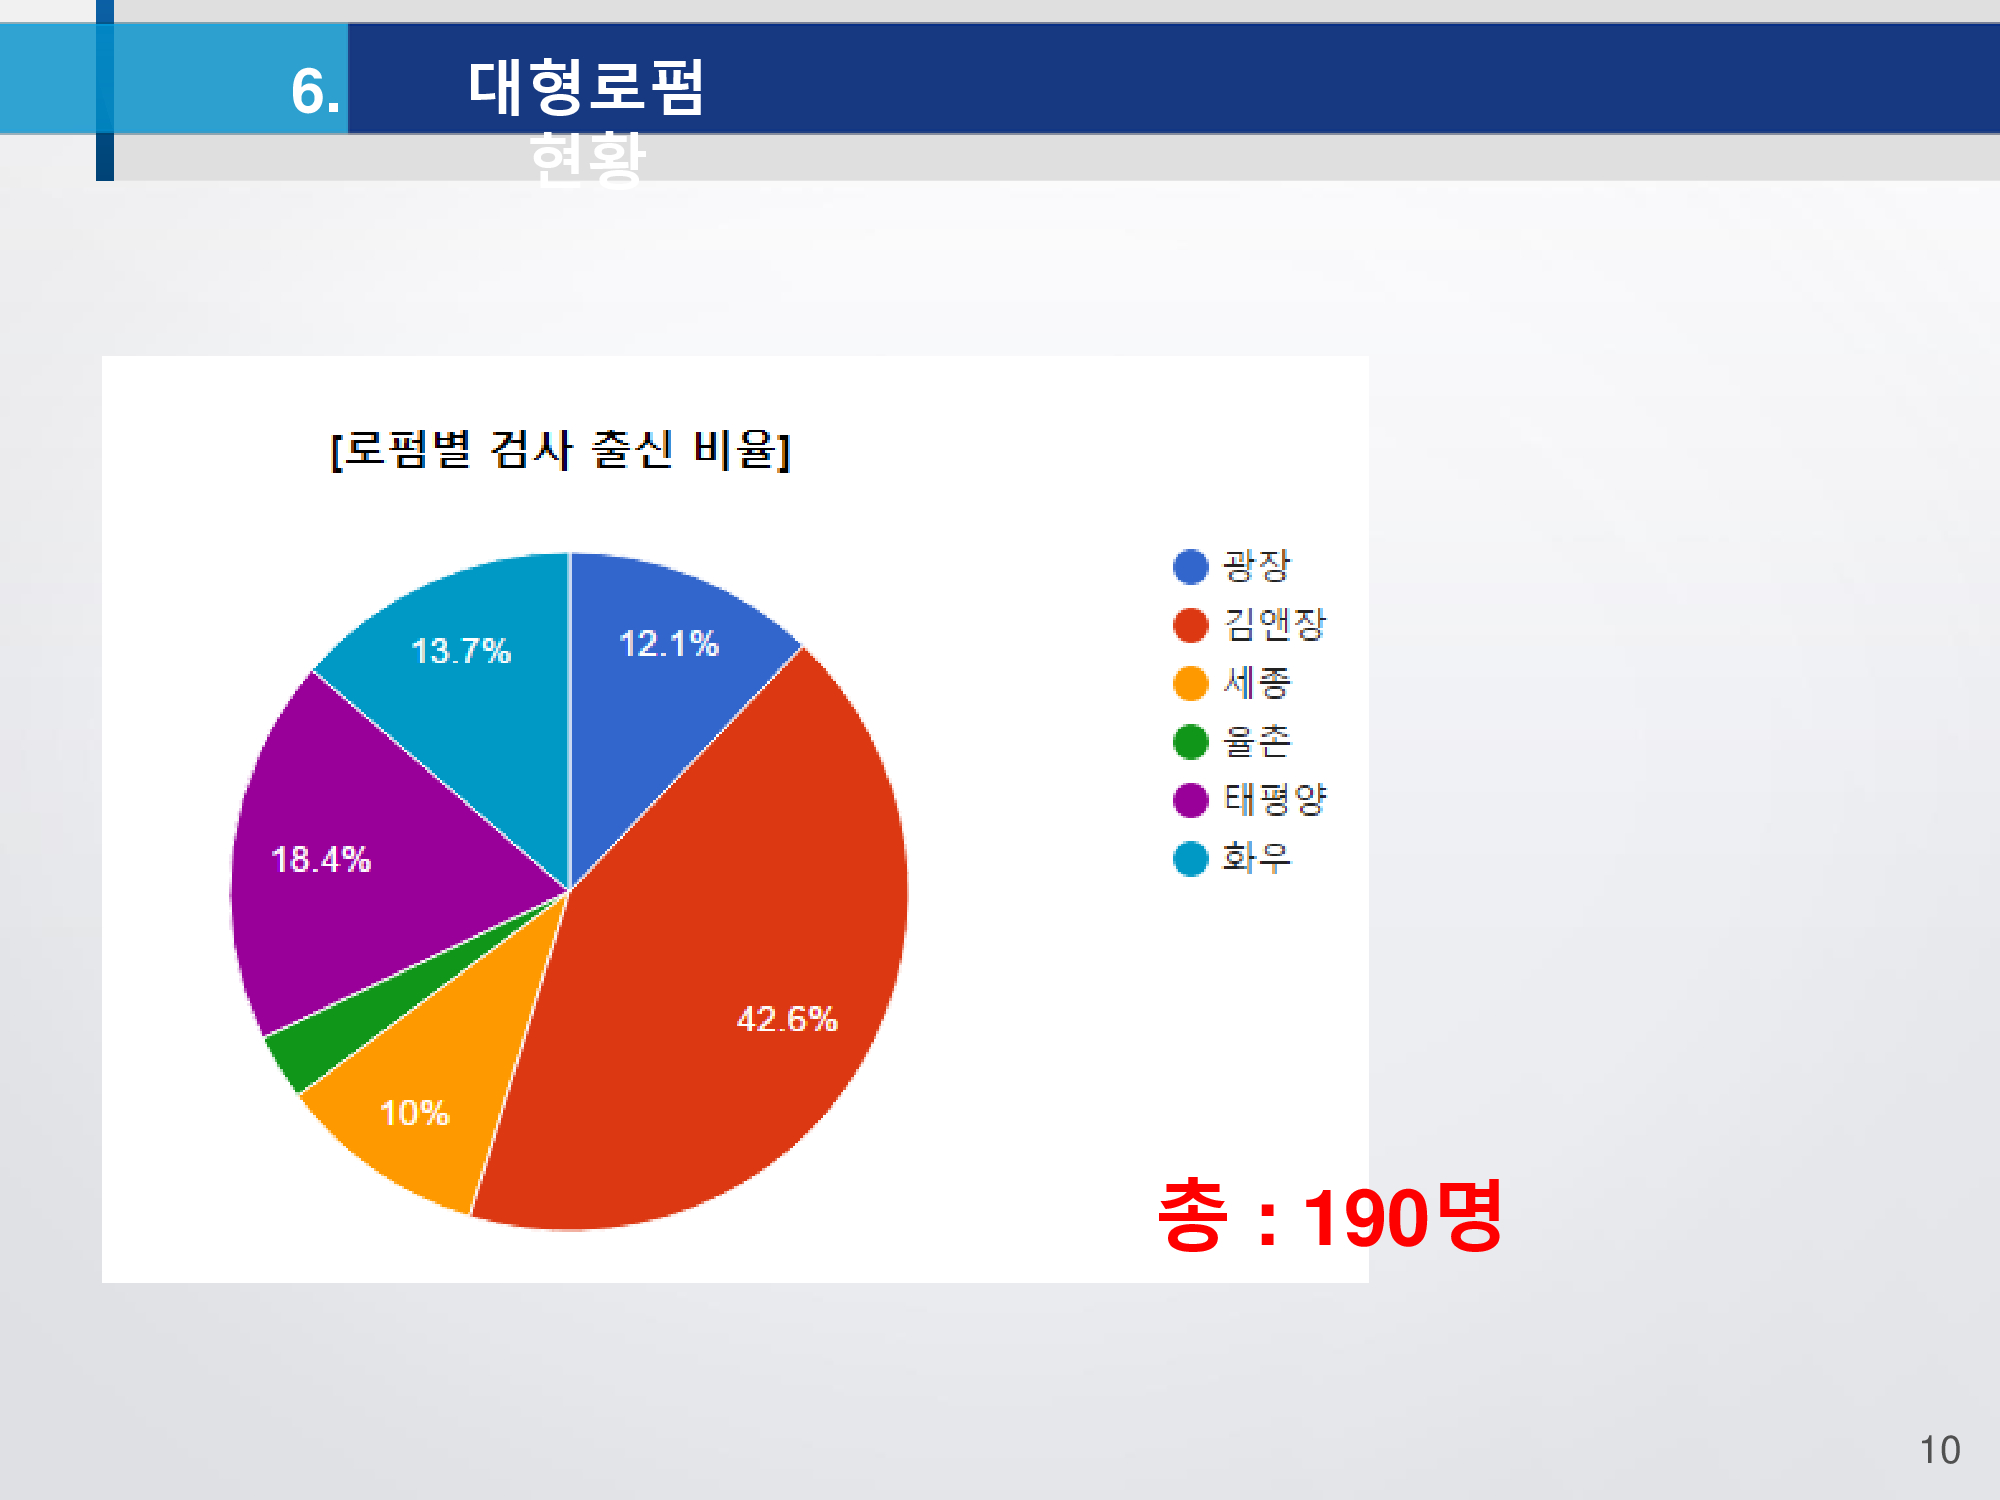 6.
대형로펌
현황
[로펌별 검사 출신 비율]
13.7%
12.1%
18.4%
42.6%
10%
광장
김앤장
세종
율촌
태평양
화우
총 : 190명
10